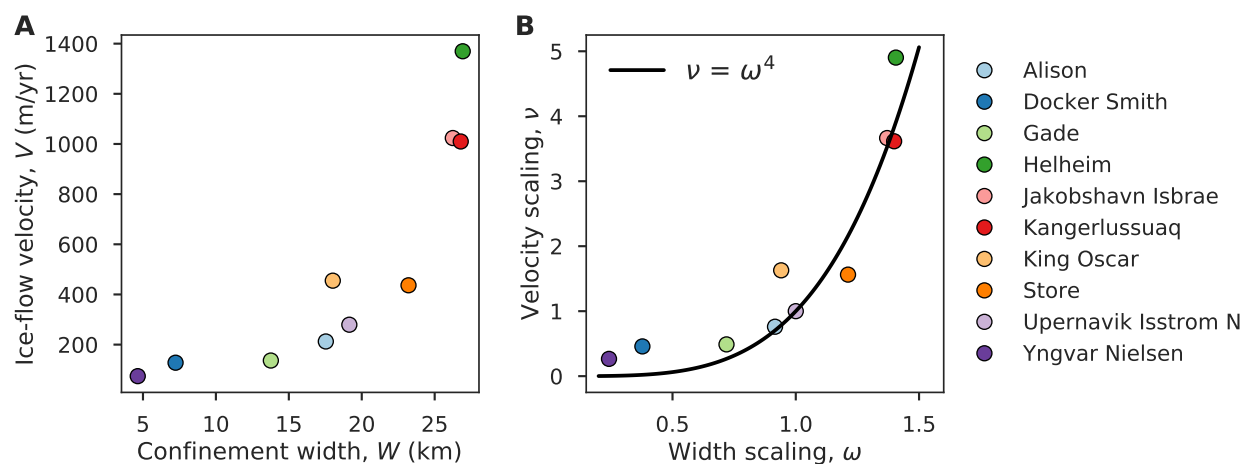 A
Ice-flow velocity, V (m/yr)
1400
1200
1000
800
600
400
200
5 10 15 20 25
Confinement width, W (km)
B
Velocity scaling, ν
5
4
3
2
1
0
ν = ω⁴
0.5 1.0 1.5
Width scaling, ω
Alison
Docker Smith
Gade
Helheim
Jakobshavn Isbrae
Kangerlussuaq
King Oscar
Store
Upernavik Isstrom N
Yngvar Nielsen